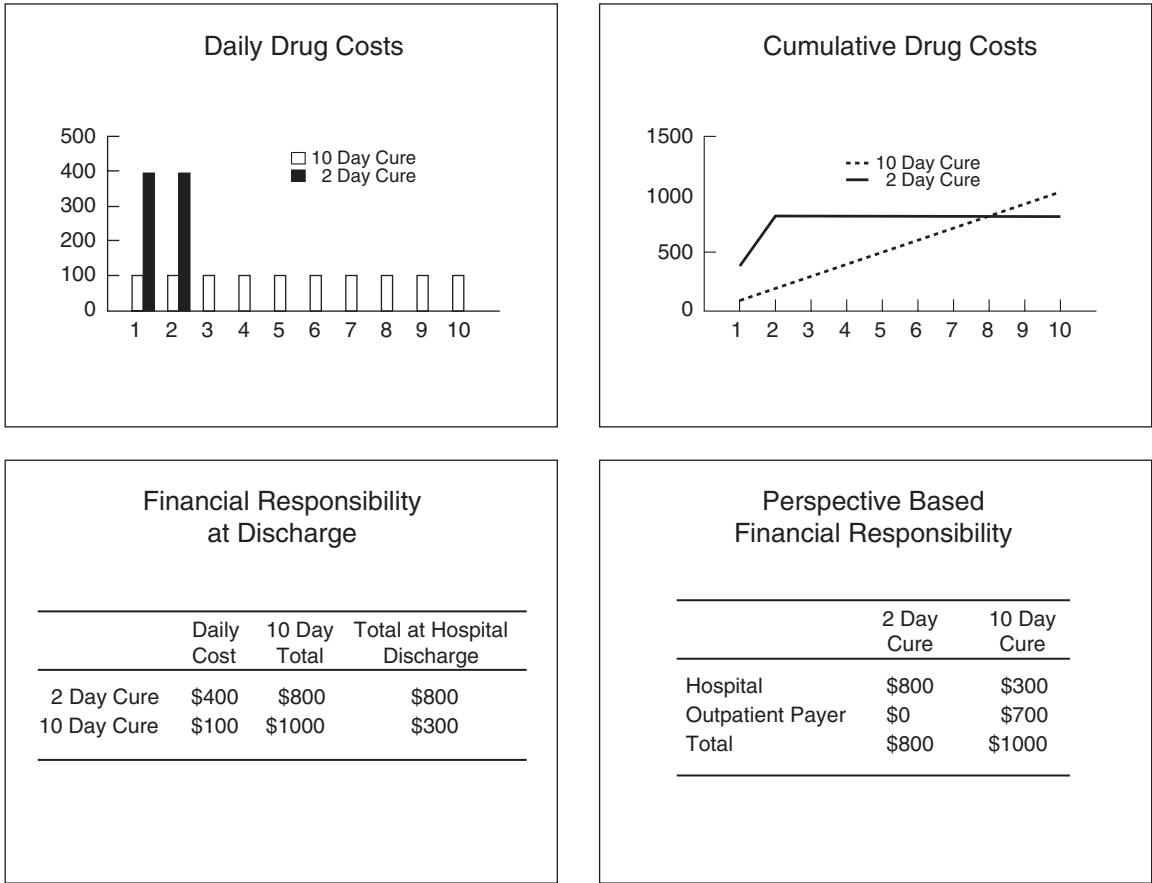 Daily Drug Costs
500
400
300
200
100
0
10 Day Cure
2 Day Cure
1 2 3 4 5 6 7 8 9 10
Cumulative Drug Costs
1500
1000
500
0
10 Day Cure
2 Day Cure
1 2 3 4 5 6 7 8 9 10
Financial Responsibility
at Discharge
Daily 10 Day Total at Hospital
Cost Total Discharge
2 Day Cure $400 $800 $800
10 Day Cure $100 $1000 $300
Perspective Based
Financial Responsibility
2 Day 10 Day
Cure Cure
Hospital $800 $300
Outpatient Payer $0 $700
Total $800 $1000